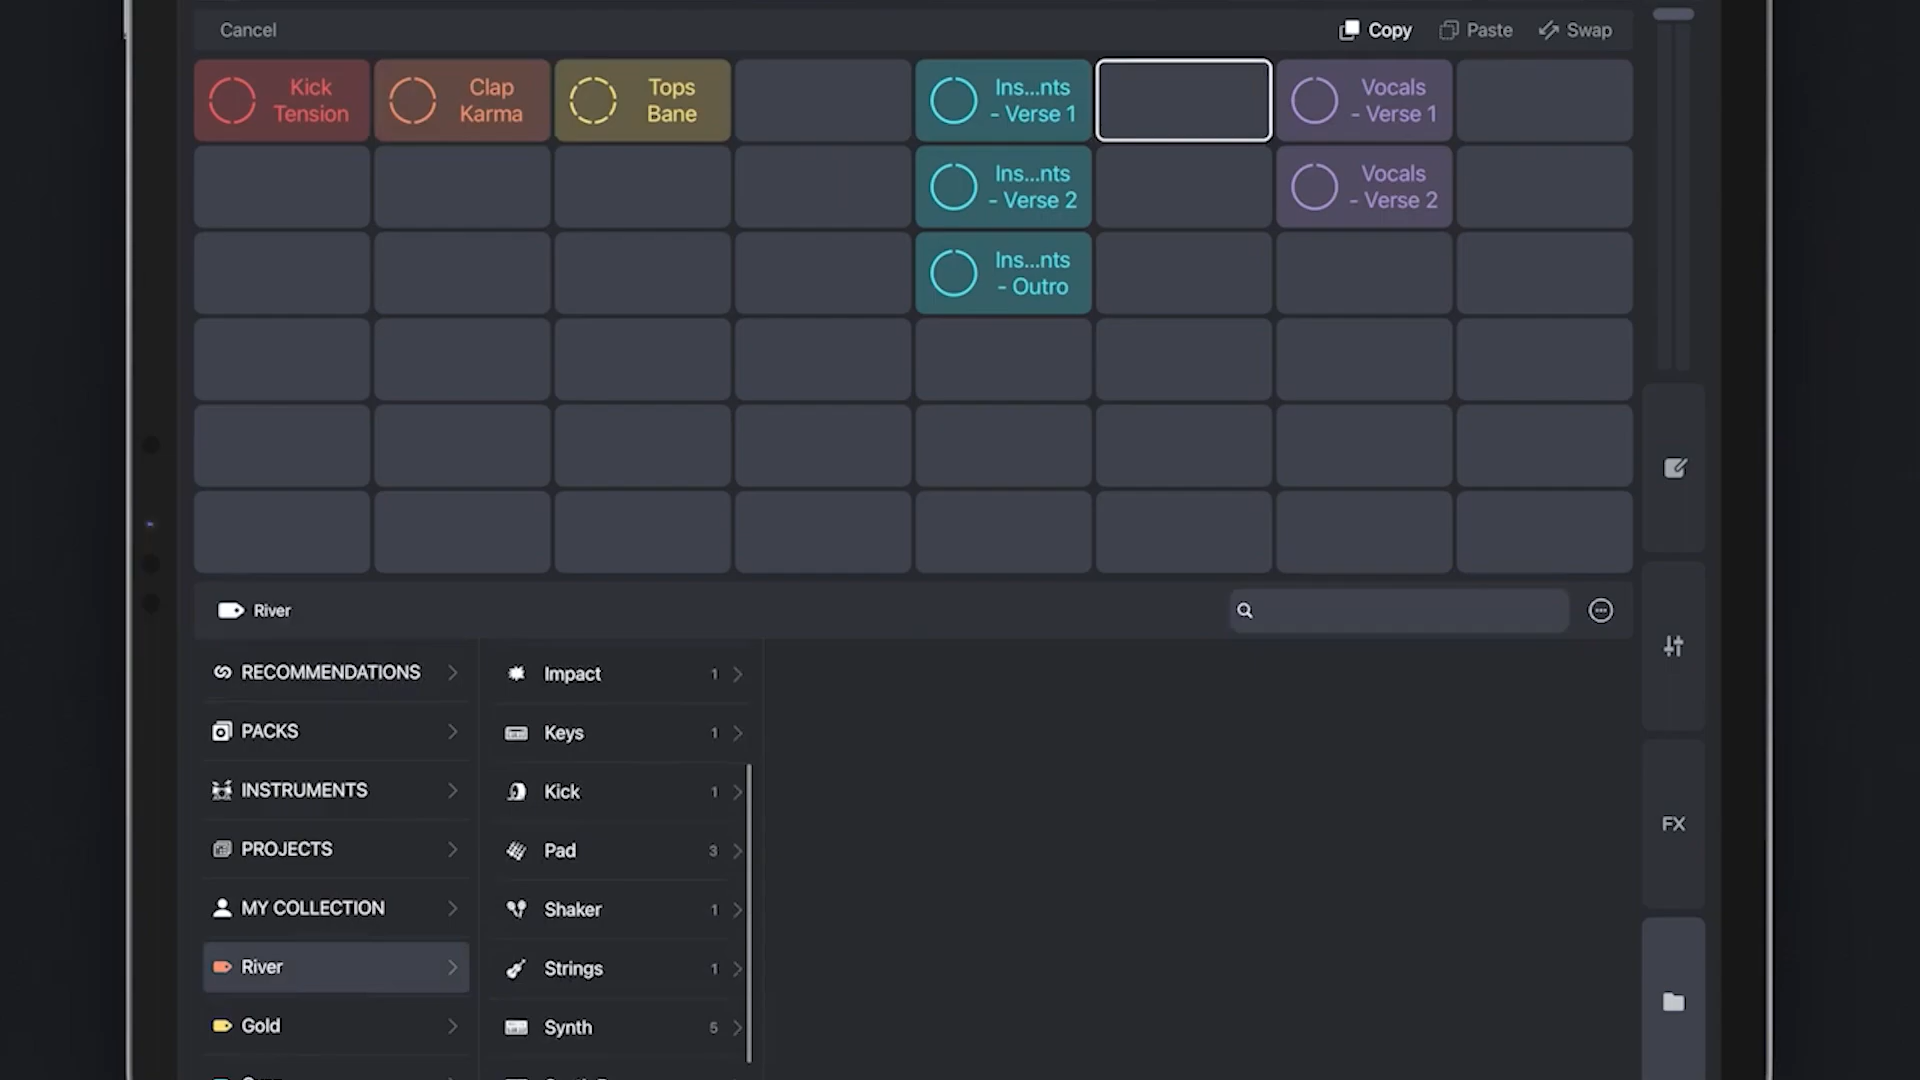 Cancel
Copy
Paste
Swap
Kick
Tension
Clap
Karma
Tops
Bane
Ins...nts
- Verse 1
Vocals
- Verse 1
Ins...nts
- Verse 2
Vocals
- Verse 2
Ins...nts
- Outro
River
RECOMMENDATIONS
PACKS
INSTRUMENTS
PROJECTS
MY COLLECTION
River
Gold
Impact 1
Keys 1
Kick 1
Pad 3
Shaker 1
Strings 1
Synth 5
FX